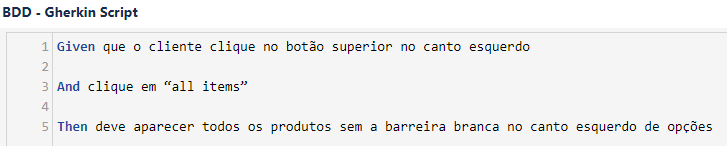 BDD - Gherkin Script
1 Given que o cliente clique no botão superior no canto esquerdo
2
3 And clique em “all items”
4
5 Then deve aparecer todos os produtos sem a barreira branca no canto esquerdo de opções